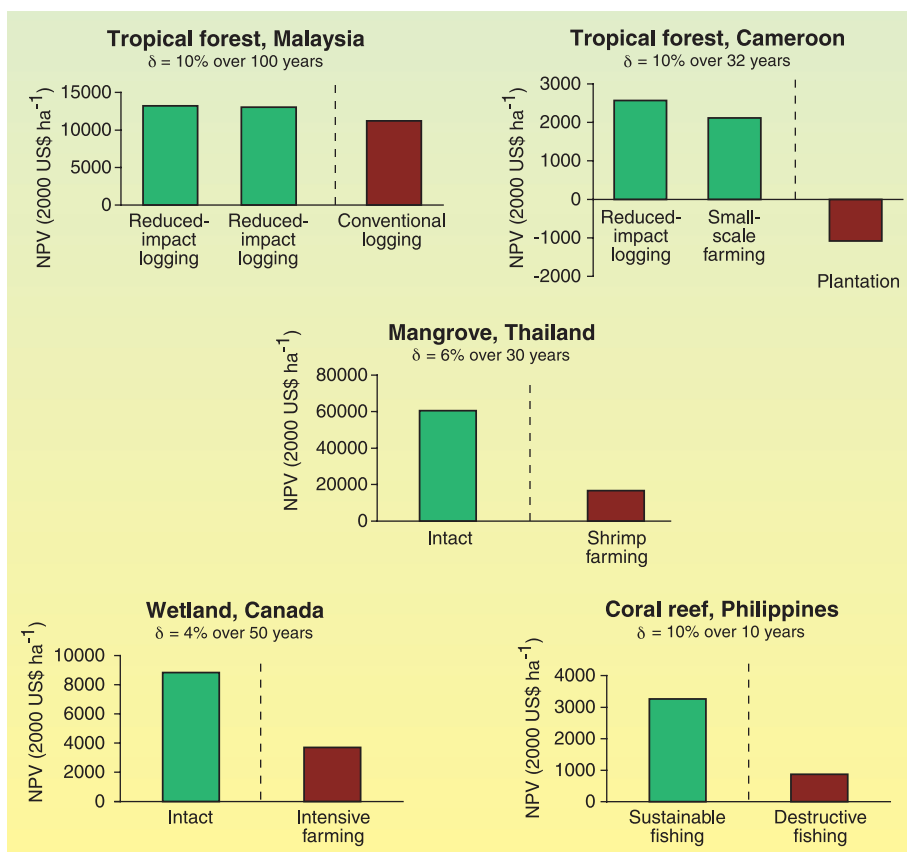 Tropical forest, Malaysia
δ = 10% over 100 years
NPV (2000 US$ ha-1)
15000
10000
5000
0
Reduced-
impact
logging
Reduced-
impact
logging
Conventional
logging
Tropical forest, Cameroon
δ = 10% over 32 years
NPV (2000 US$ ha-1)
3000
2000
1000
0
-1000
-2000
Reduced-
impact
logging
Small-
scale
farming
Plantation
Mangrove, Thailand
δ = 6% over 30 years
NPV (2000 US$ ha-1)
80000
60000
40000
20000
0
Intact
Shrimp
farming
Wetland, Canada
δ = 4% over 50 years
NPV (2000 US$ ha-1)
10000
8000
6000
4000
2000
0
Intact
Intensive
farming
Coral reef, Philippines
δ = 10% over 10 years
NPV (2000 US$ ha-1)
4000
3000
2000
1000
0
Sustainable
fishing
Destructive
fishing